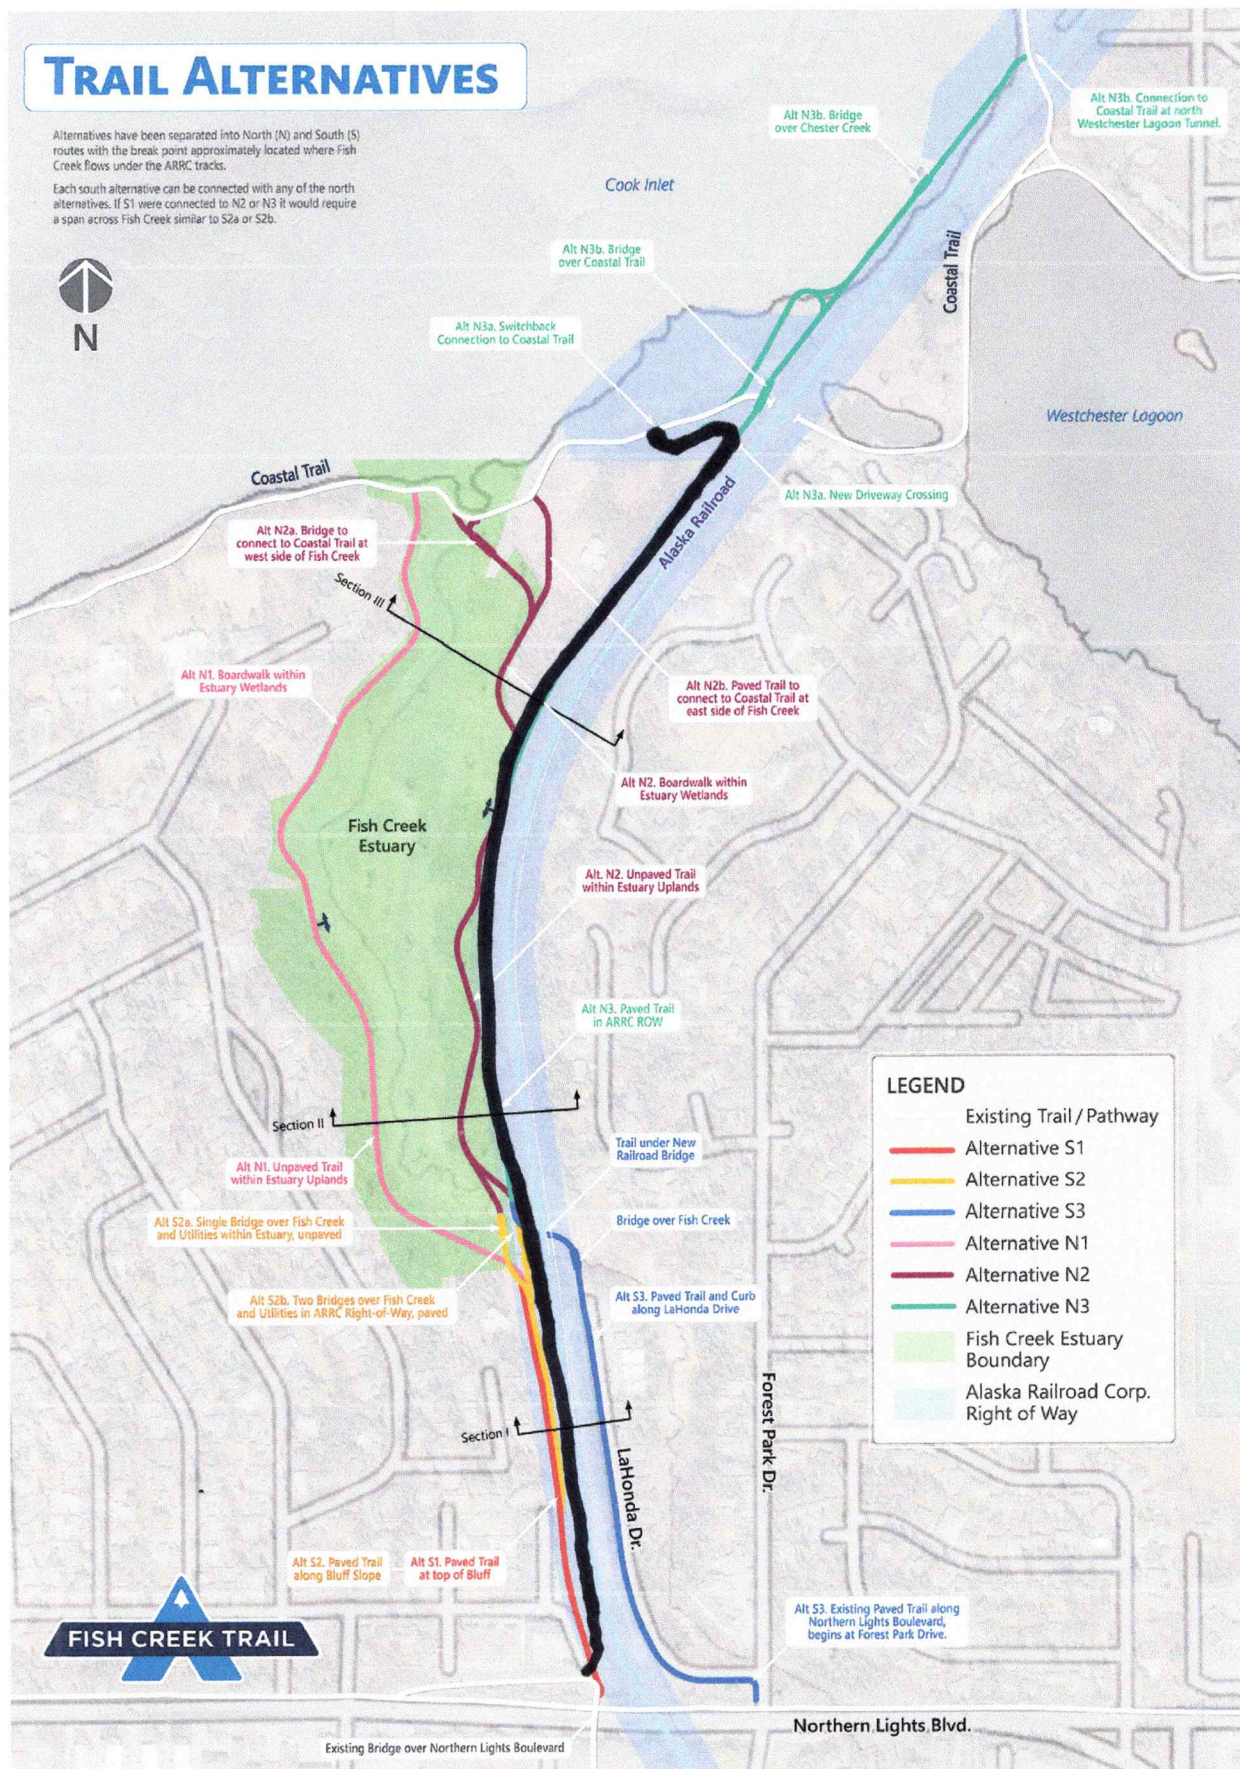 TRAIL ALTERNATIVES
Alternatives have been separated into North (N) and South (S)
routes with the break point approximately located where Fish
Creek flows under the ARRC tracks.
Each south alternative can be connected with any of the north
alternatives. If S1 were connected to N2 or N3 it would require
a span across Fish Creek similar to S2a or S2b.
N
Alt N3b. Connection to
Coastal Trail at north
Westchester Lagoon Tunnel.
Alt N3b. Bridge
over Chester Creek
Cook Inlet
Alt N3b. Bridge
over Coastal Trail
Coastal Trail
Alt N3a. Switchback
Connection to Coastal Trail
Westchester Lagoon
Coastal Trail
Alt N3a. New Driveway Crossing
Alaska Railroad
Alt N2a. Bridge to
connect to Coastal Trail at
west side of Fish Creek
Section III
Alt N1. Boardwalk within
Estuary Wetlands
Alt N2b. Paved Trail to
connect to Coastal Trail at
east side of Fish Creek
Alt N2. Boardwalk within
Estuary Wetlands
Fish Creek
Estuary
Alt. N2. Unpaved Trail
within Estuary Uplands
Alt N3. Paved Trail
in ARRC ROW
Section II
Trail under New
Railroad Bridge
Alt N1. Unpaved Trail
within Estuary Uplands
Alt S2a. Single Bridge over Fish Creek
and Utilities within Estuary, unpaved
Bridge over Fish Creek
Alt S2b. Two Bridges over Fish Creek
and Utilities in ARRC Right-of-Way, paved
Alt S3. Paved Trail and Curb
along LaHonda Drive
LEGEND
Existing Trail / Pathway
Alternative S1
Alternative S2
Alternative S3
Alternative N1
Alternative N2
Alternative N3
Fish Creek Estuary
Boundary
Alaska Railroad Corp.
Right of Way
Section I
LaHonda Dr.
Forest Park Dr.
Alt S2. Paved Trail
along Bluff Slope
Alt S1. Paved Trail
at top of Bluff
Alt S3. Existing Paved Trail along
Northern Lights Boulevard,
begins at Forest Park Drive.
FISH CREEK TRAIL
Northern Lights Blvd.
Existing Bridge over Northern Lights Boulevard